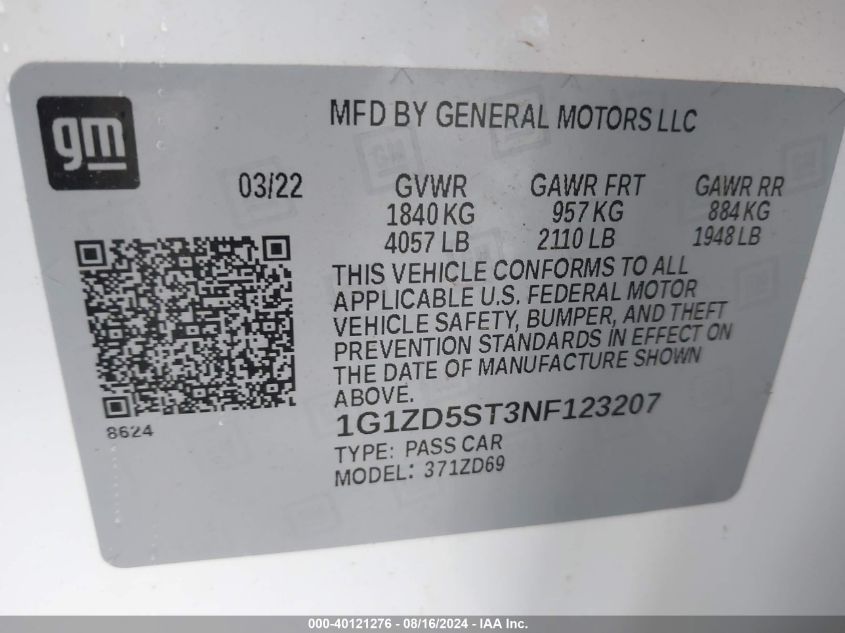 gm
MFD BY GENERAL MOTORS LLC
03/22 GVWR GAWR FRT GAWR RR
1840 KG 957 KG 884 KG
4057 LB 2110 LB 1948 LB
THIS VEHICLE CONFORMS TO ALL
APPLICABLE U.S. FEDERAL MOTOR
VEHICLE SAFETY, BUMPER, AND THEFT
PREVENTION STANDARDS IN EFFECT ON
THE DATE OF MANUFACTURE SHOWN
ABOVE.
8624
1G1ZD5ST3NF123207
TYPE: PASS CAR
MODEL: 371ZD69
000-40121276 - 08/16/2024 - IAA Inc.